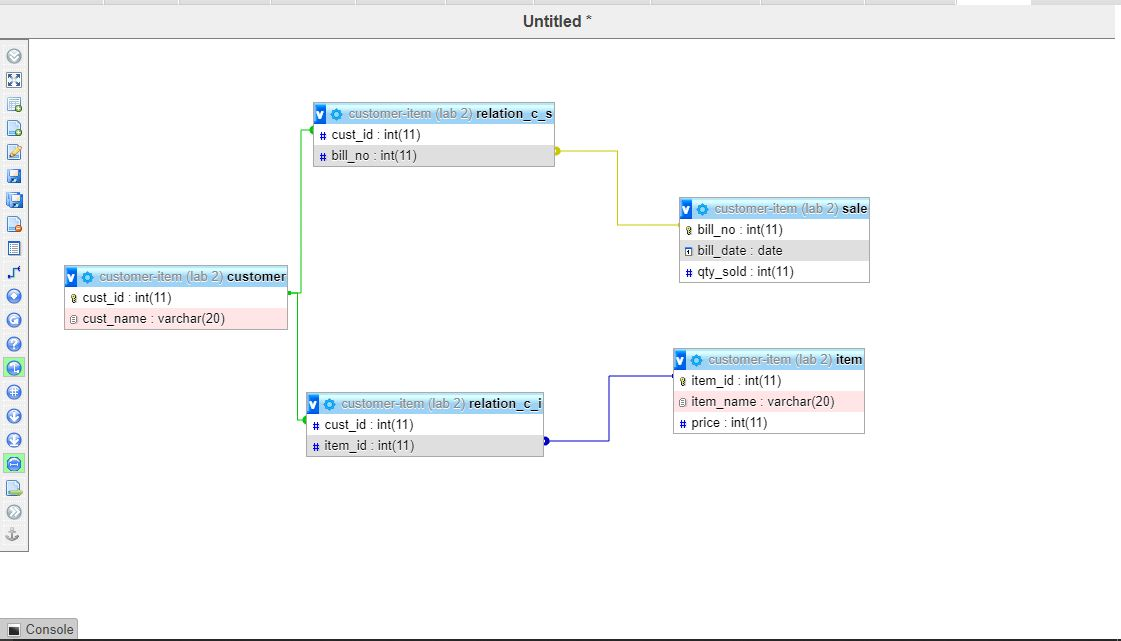 Untitled *
customer-item (lab 2) relation_c_s
# cust_id : int(11)
# bill_no : int(11)
customer-item (lab 2) sale
bill_no : int(11)
bill_date : date
# qty_sold : int(11)
customer-item (lab 2) customer
cust_id : int(11)
cust_name : varchar(20)
customer-item (lab 2) item
item_id : int(11)
item_name : varchar(20)
# price : int(11)
customer-item (lab 2) relation_c_i
# cust_id : int(11)
# item_id : int(11)
Console